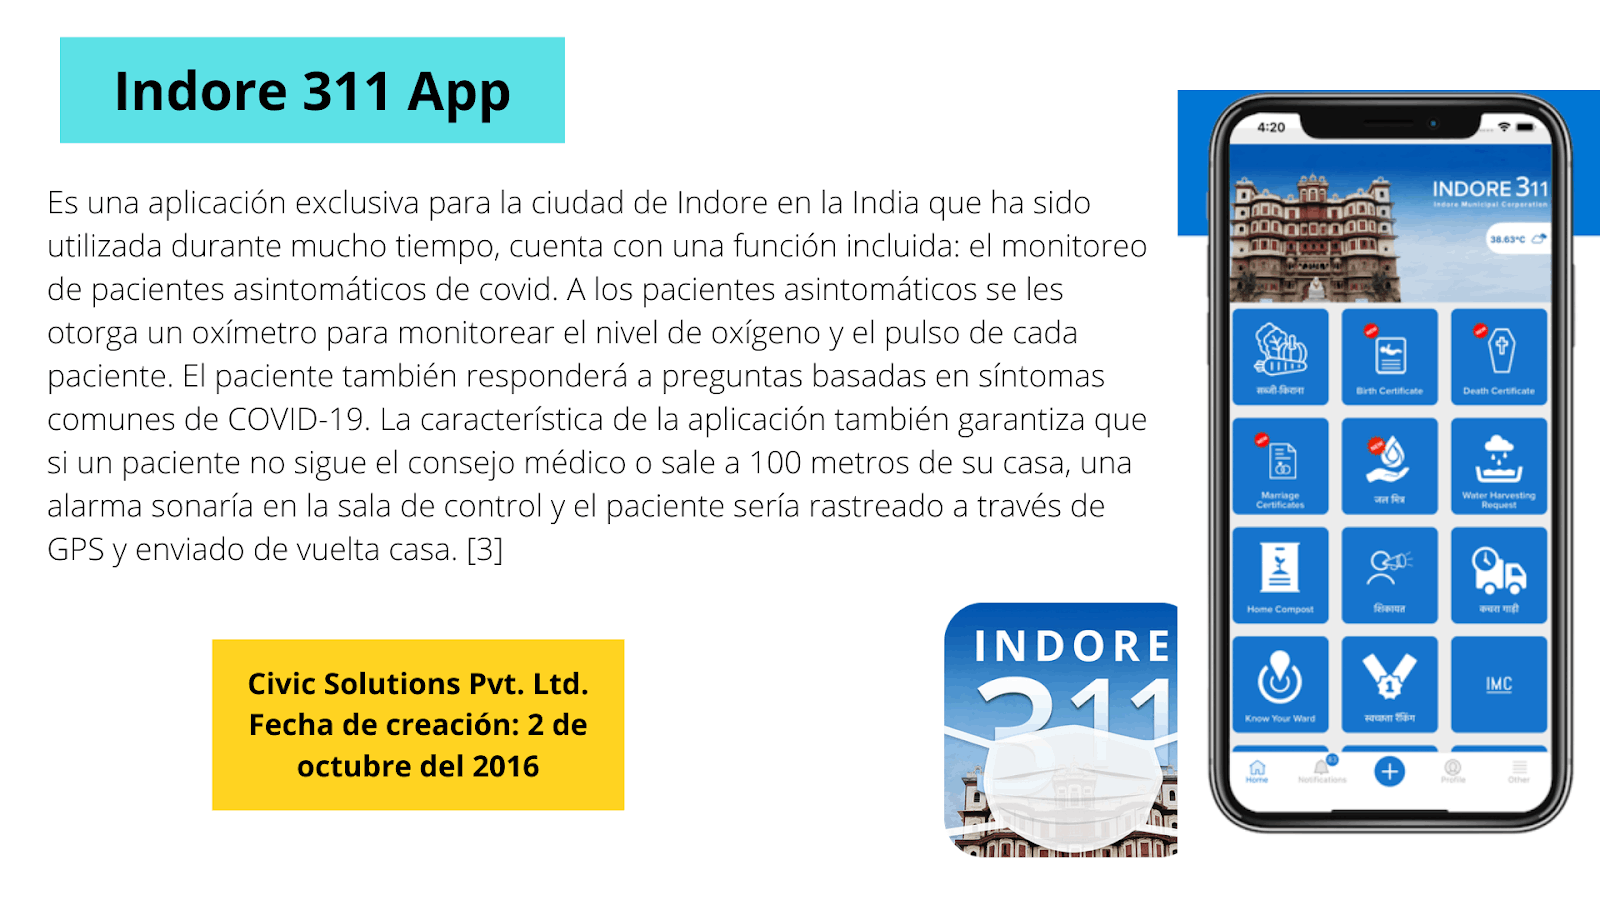 Indore 311 App
Es una aplicación exclusiva para la ciudad de Indore en la India que ha sido
utilizada durante mucho tiempo, cuenta con una función incluida: el monitoreo
de pacientes asintomáticos de covid. A los pacientes asintomáticos se les
otorga un oxímetro para monitorear el nivel de oxígeno y el pulso de cada
paciente. El paciente también responderá a preguntas basadas en síntomas
comunes de COVID-19. La característica de la aplicación también garantiza que
si un paciente no sigue el consejo médico o sale a 100 metros de su casa, una
alarma sonaría en la sala de control y el paciente sería rastreado a través de
GPS y enviado de vuelta casa. [3]
Civic Solutions Pvt. Ltd.
Fecha de creación: 2 de
octubre del 2016
INDORE
311
4:20
INDORE 311
Indore Municipal Corporation
38.63°C
सब्जी-किराना
NEW
Birth Certificate
NEW
Death Certificate
NEW
Marriage
Certificates
NEW
जल मित्र
Water Harvesting
Request
Home Compost
शिकायत
कचरा गाड़ी
Know Your Ward
1
स्वच्छता रैंकिंग
IMC
Home
Notifications
Profile
Other